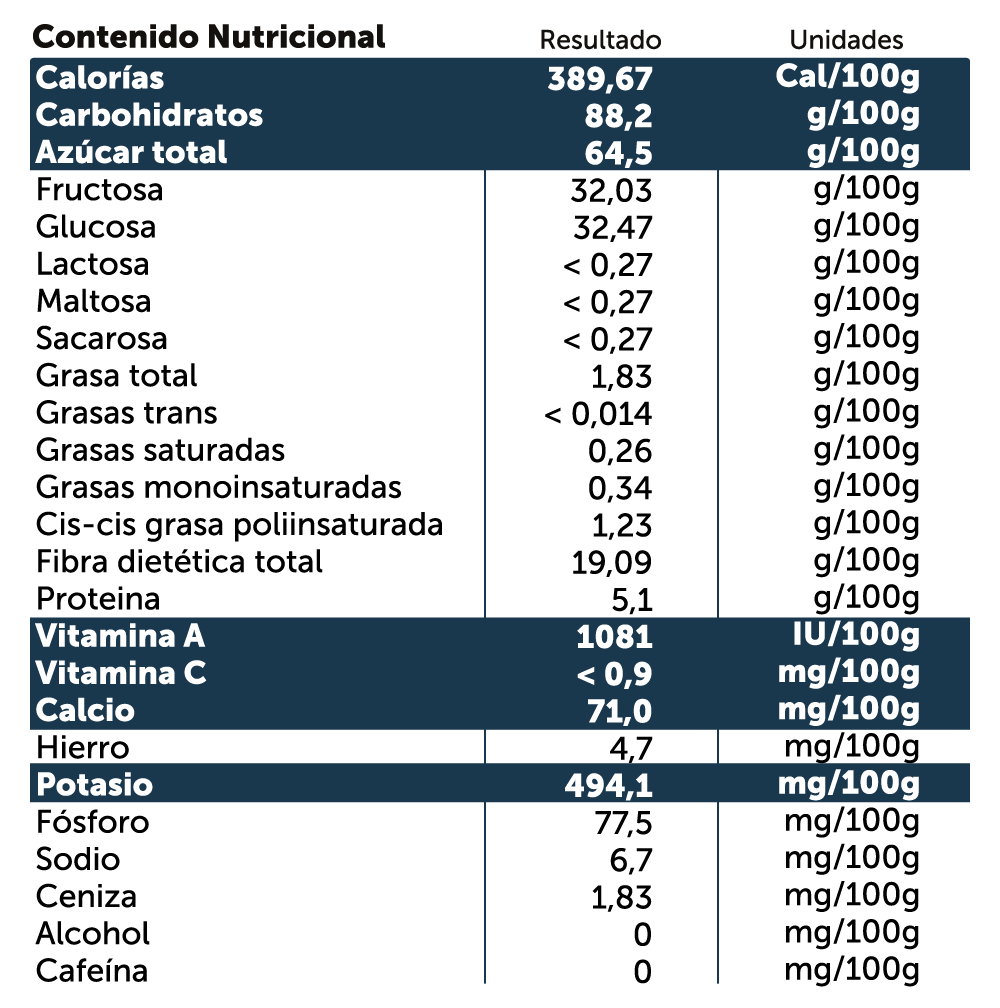 Contenido Nutricional Resultado Unidades
Calorías 389,67 Cal/100g
Carbohidratos 88,2 g/100g
Azúcar total 64,5 g/100g
Fructosa 32,03 g/100g
Glucosa 32,47 g/100g
Lactosa < 0,27 g/100g
Maltosa < 0,27 g/100g
Sacarosa < 0,27 g/100g
Grasa total 1,83 g/100g
Grasas trans < 0,014 g/100g
Grasas saturadas 0,26 g/100g
Grasas monoinsaturadas 0,34 g/100g
Cis-cis grasa poliinsaturada 1,23 g/100g
Fibra dietética total 19,09 g/100g
Proteina 5,1 g/100g
Vitamina A 1081 IU/100g
Vitamina C < 0,9 mg/100g
Calcio 71,0 mg/100g
Hierro 4,7 mg/100g
Potasio 494,1 mg/100g
Fósforo 77,5 mg/100g
Sodio 6,7 mg/100g
Ceniza 1,83 mg/100g
Alcohol 0 mg/100g
Cafeína 0 mg/100g